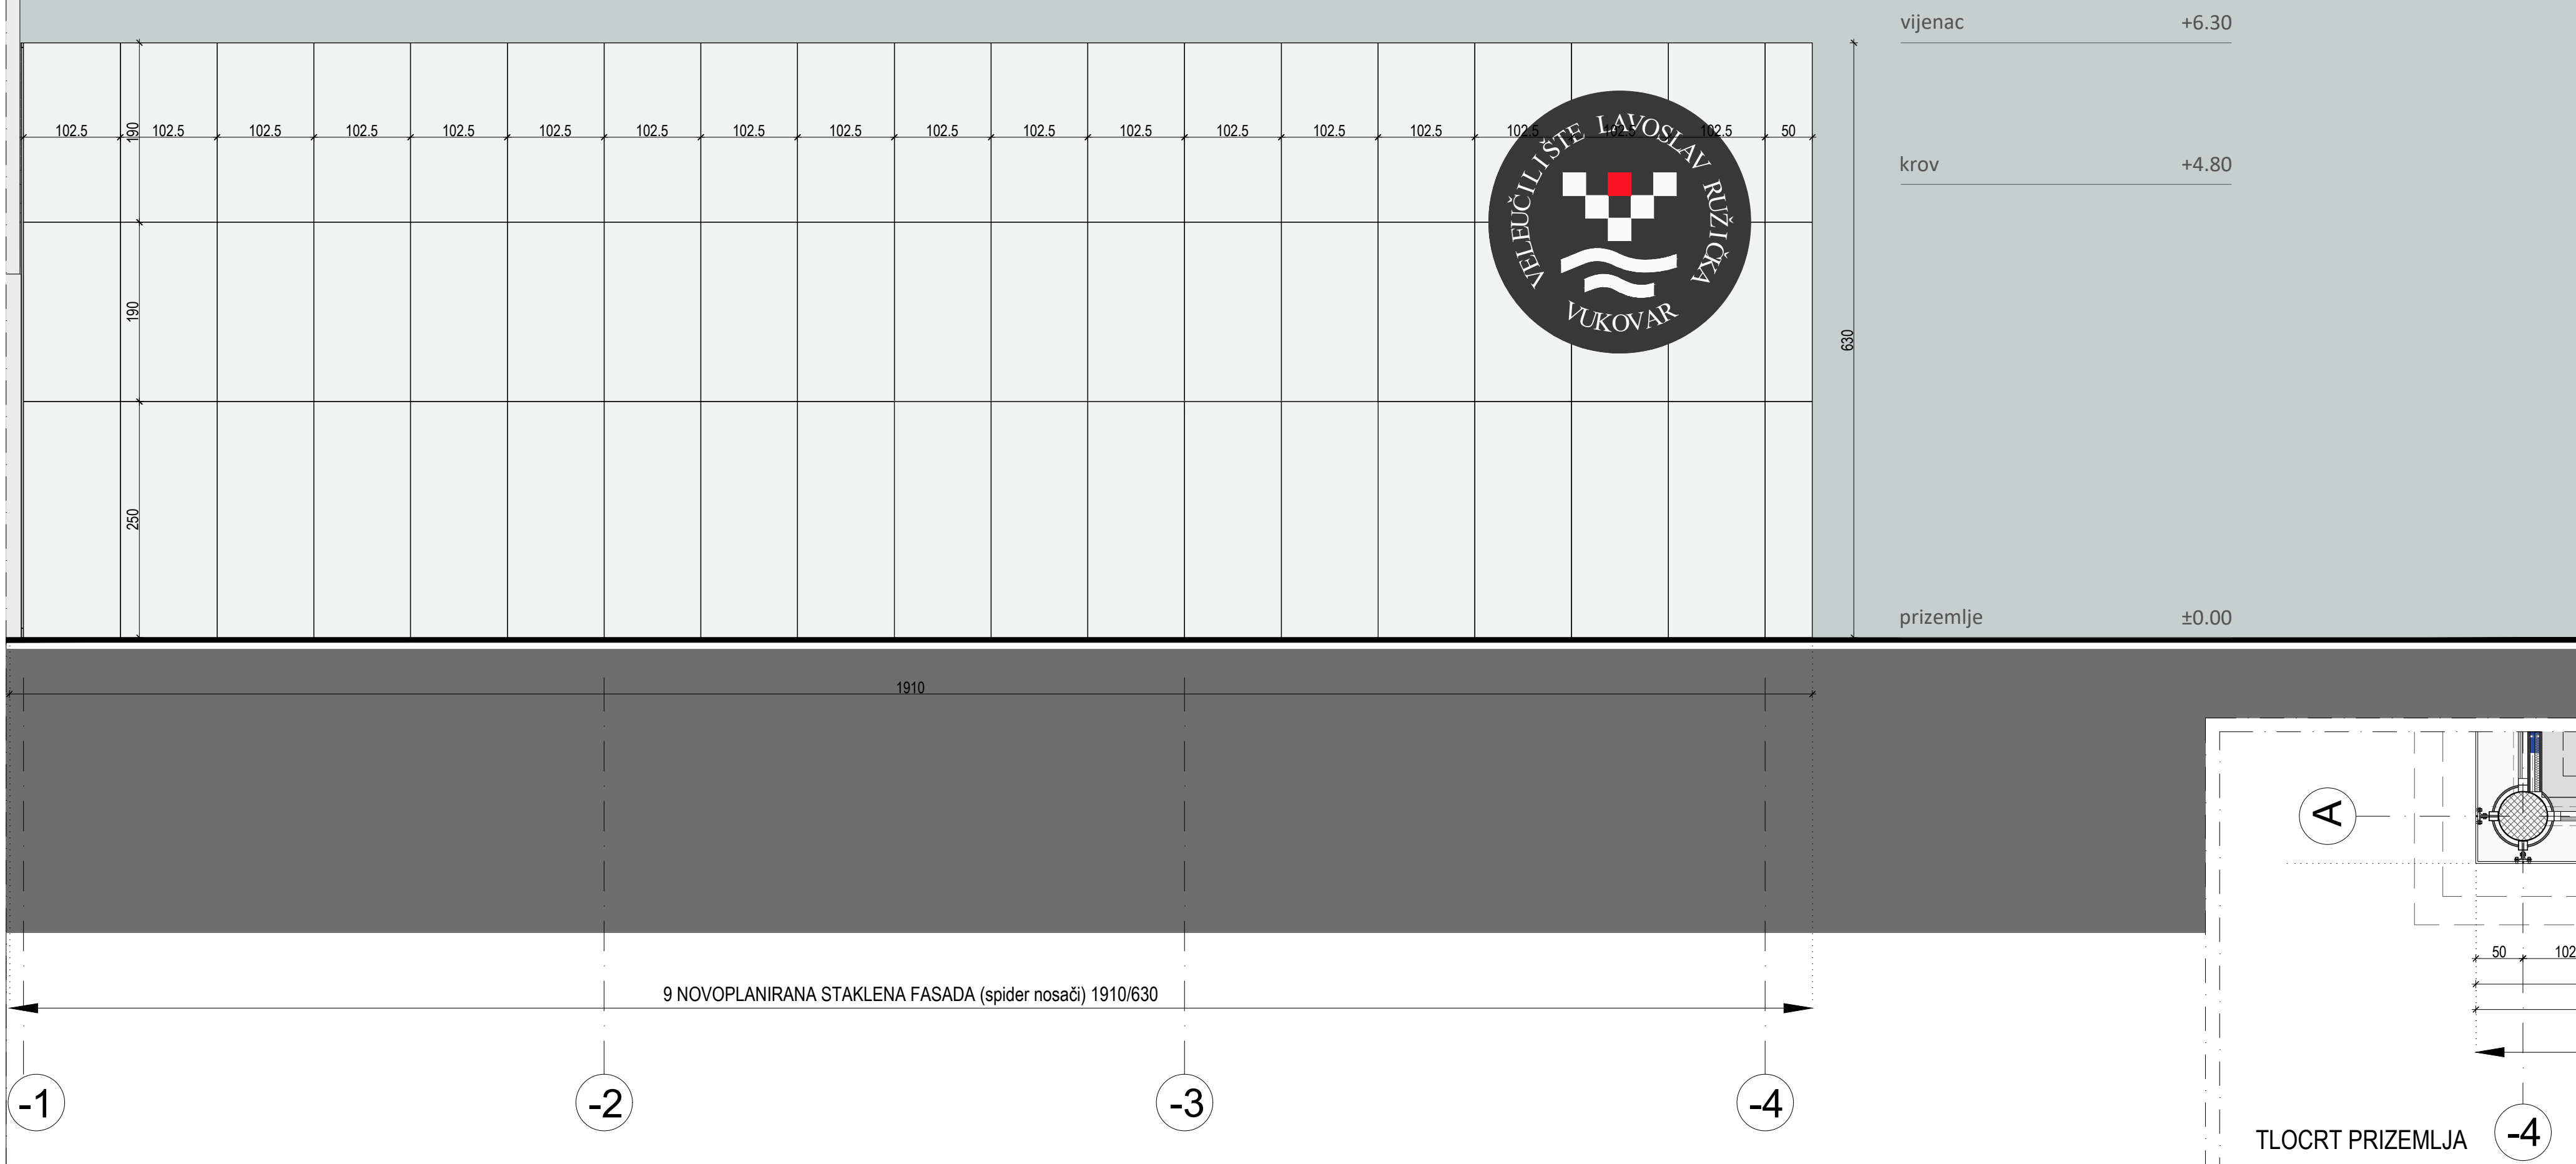 vijenac +6.30
102.5 102.5 102.5 102.5 102.5 102.5 102.5 102.5 102.5 102.5 102.5 102.5 102.5 102.5 102.5 102.5 102.5 102.5 50
190
VELEUČILIŠTE LAVOSLAV RUŽIČKA
VUKOVAR
krov +4.80
190
630
250
prizemlje ±0.00
1910
A
50 102
9 NOVOPLANIRANA STAKLENA FASADA (spider nosači) 1910/630
-1 -2 -3 -4
TLOCRT PRIZEMLJA -4